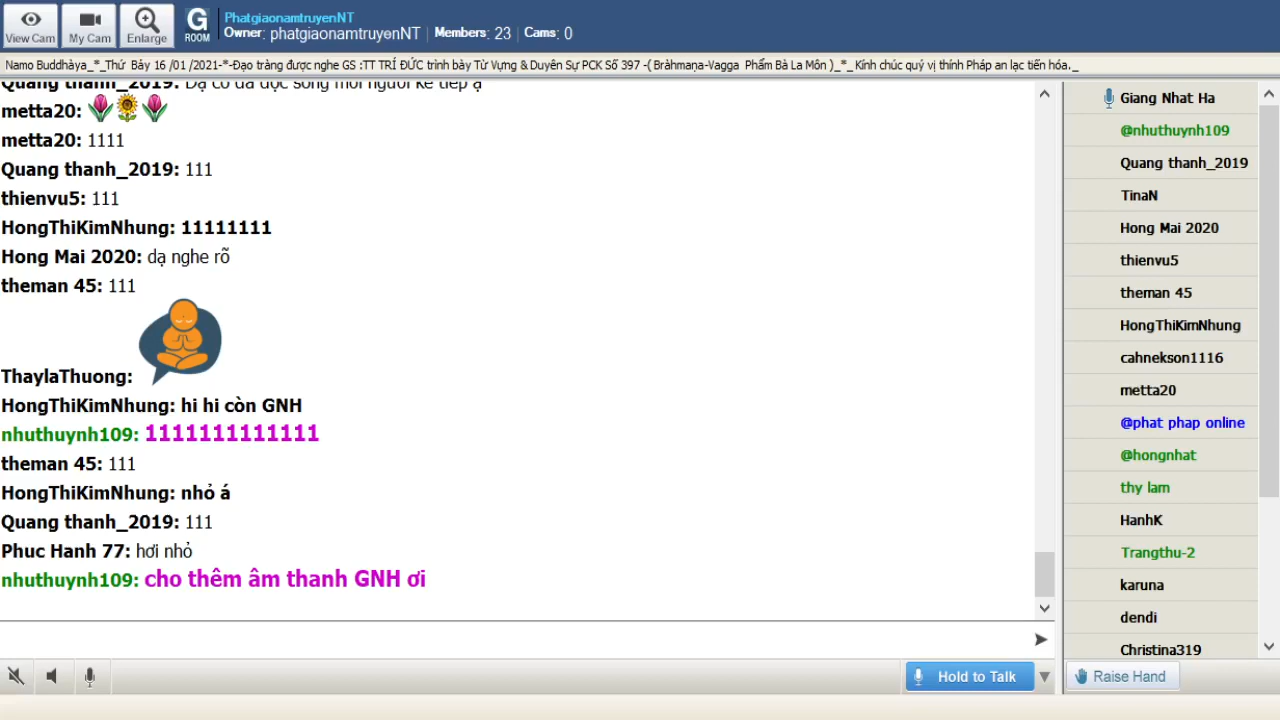 View Cam
My Cam
Enlarge
G
ROOM
PhatgiaonamtruyenNT
Owner: phatgiaonamtruyenNT | Members: 23 | Cams: 0
Namo Buddhàya_*_Thứ Bảy 16 /01 /2021-*-Đạo tràng được nghe GS :TT TRÍ ĐỨC trình bày Từ Vựng & Duyên Sự PCK Số 397 -( Bràhmaṇa-Vagga Phẩm Bà La Môn )_*_ Kính chúc quý vị thính Pháp an lạc tiến hóa._
Quang thanh_2019:
metta20:
metta20: 1111
Quang thanh_2019: 111
thienvu5: 111
HongThiKimNhung: 11111111
Hong Mai 2020: dạ nghe rõ
theman 45: 111
ThaylaThuong:
HongThiKimNhung: hi hi còn GNH
nhuthuynh109: 1111111111111
theman 45: 111
HongThiKimNhung: nhỏ á
Quang thanh_2019: 111
Phuc Hanh 77: hơi nhỏ
nhuthuynh109: cho thêm âm thanh GNH ơi
Hold to Talk
Giang Nhat Ha
@nhuthuynh109
Quang thanh_2019
TinaN
Hong Mai 2020
thienvu5
theman 45
HongThiKimNhung
cahnekson1116
metta20
@phat phap online
@hongnhat
thy lam
HanhK
Trangthu-2
karuna
dendi
Christina319
Raise Hand